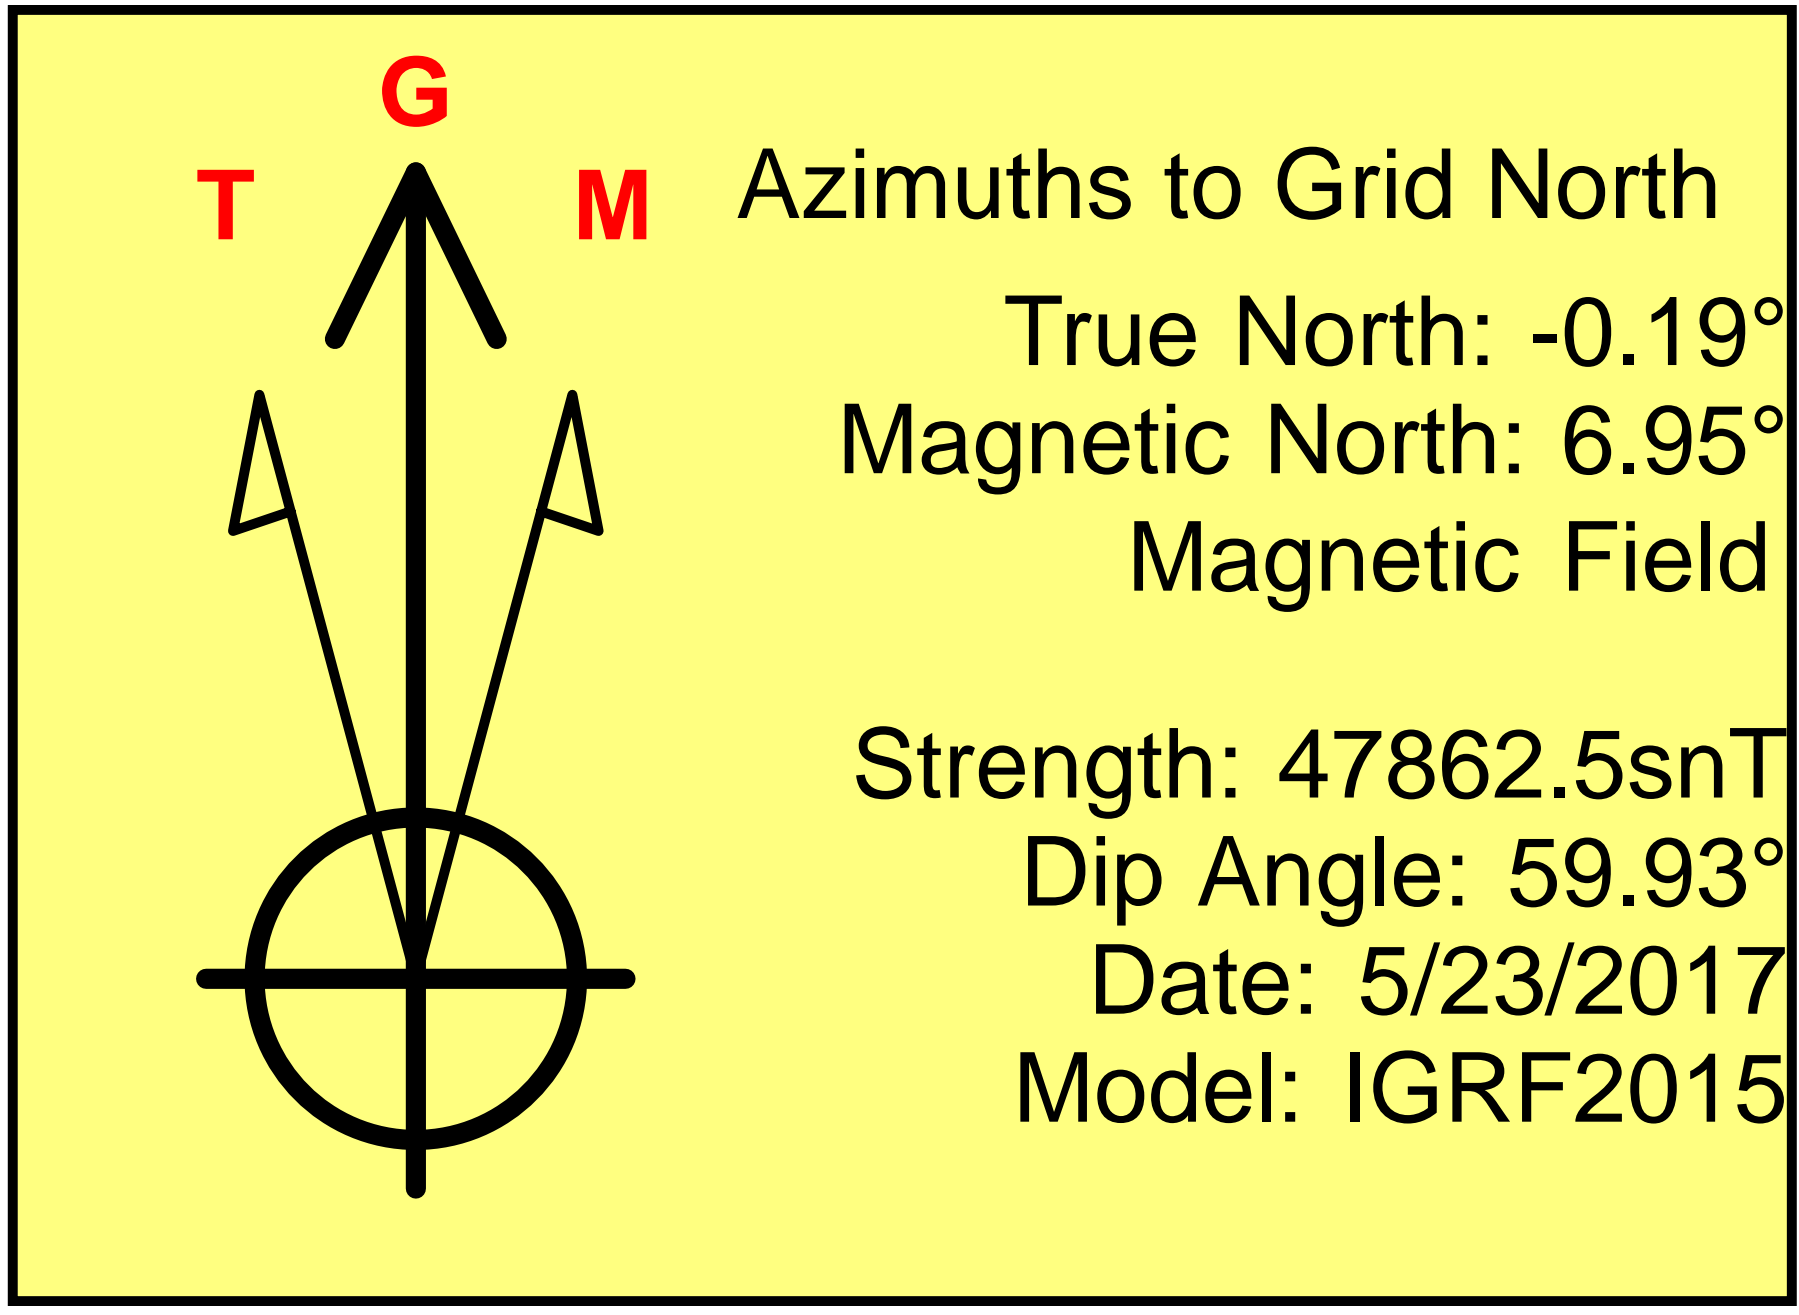 G
T
M
Azimuths to Grid North
True North: -0.19°
Magnetic North: 6.95°
Magnetic Field
Strength: 47862.5snT
Dip Angle: 59.93°
Date: 5/23/2017
Model: IGRF2015